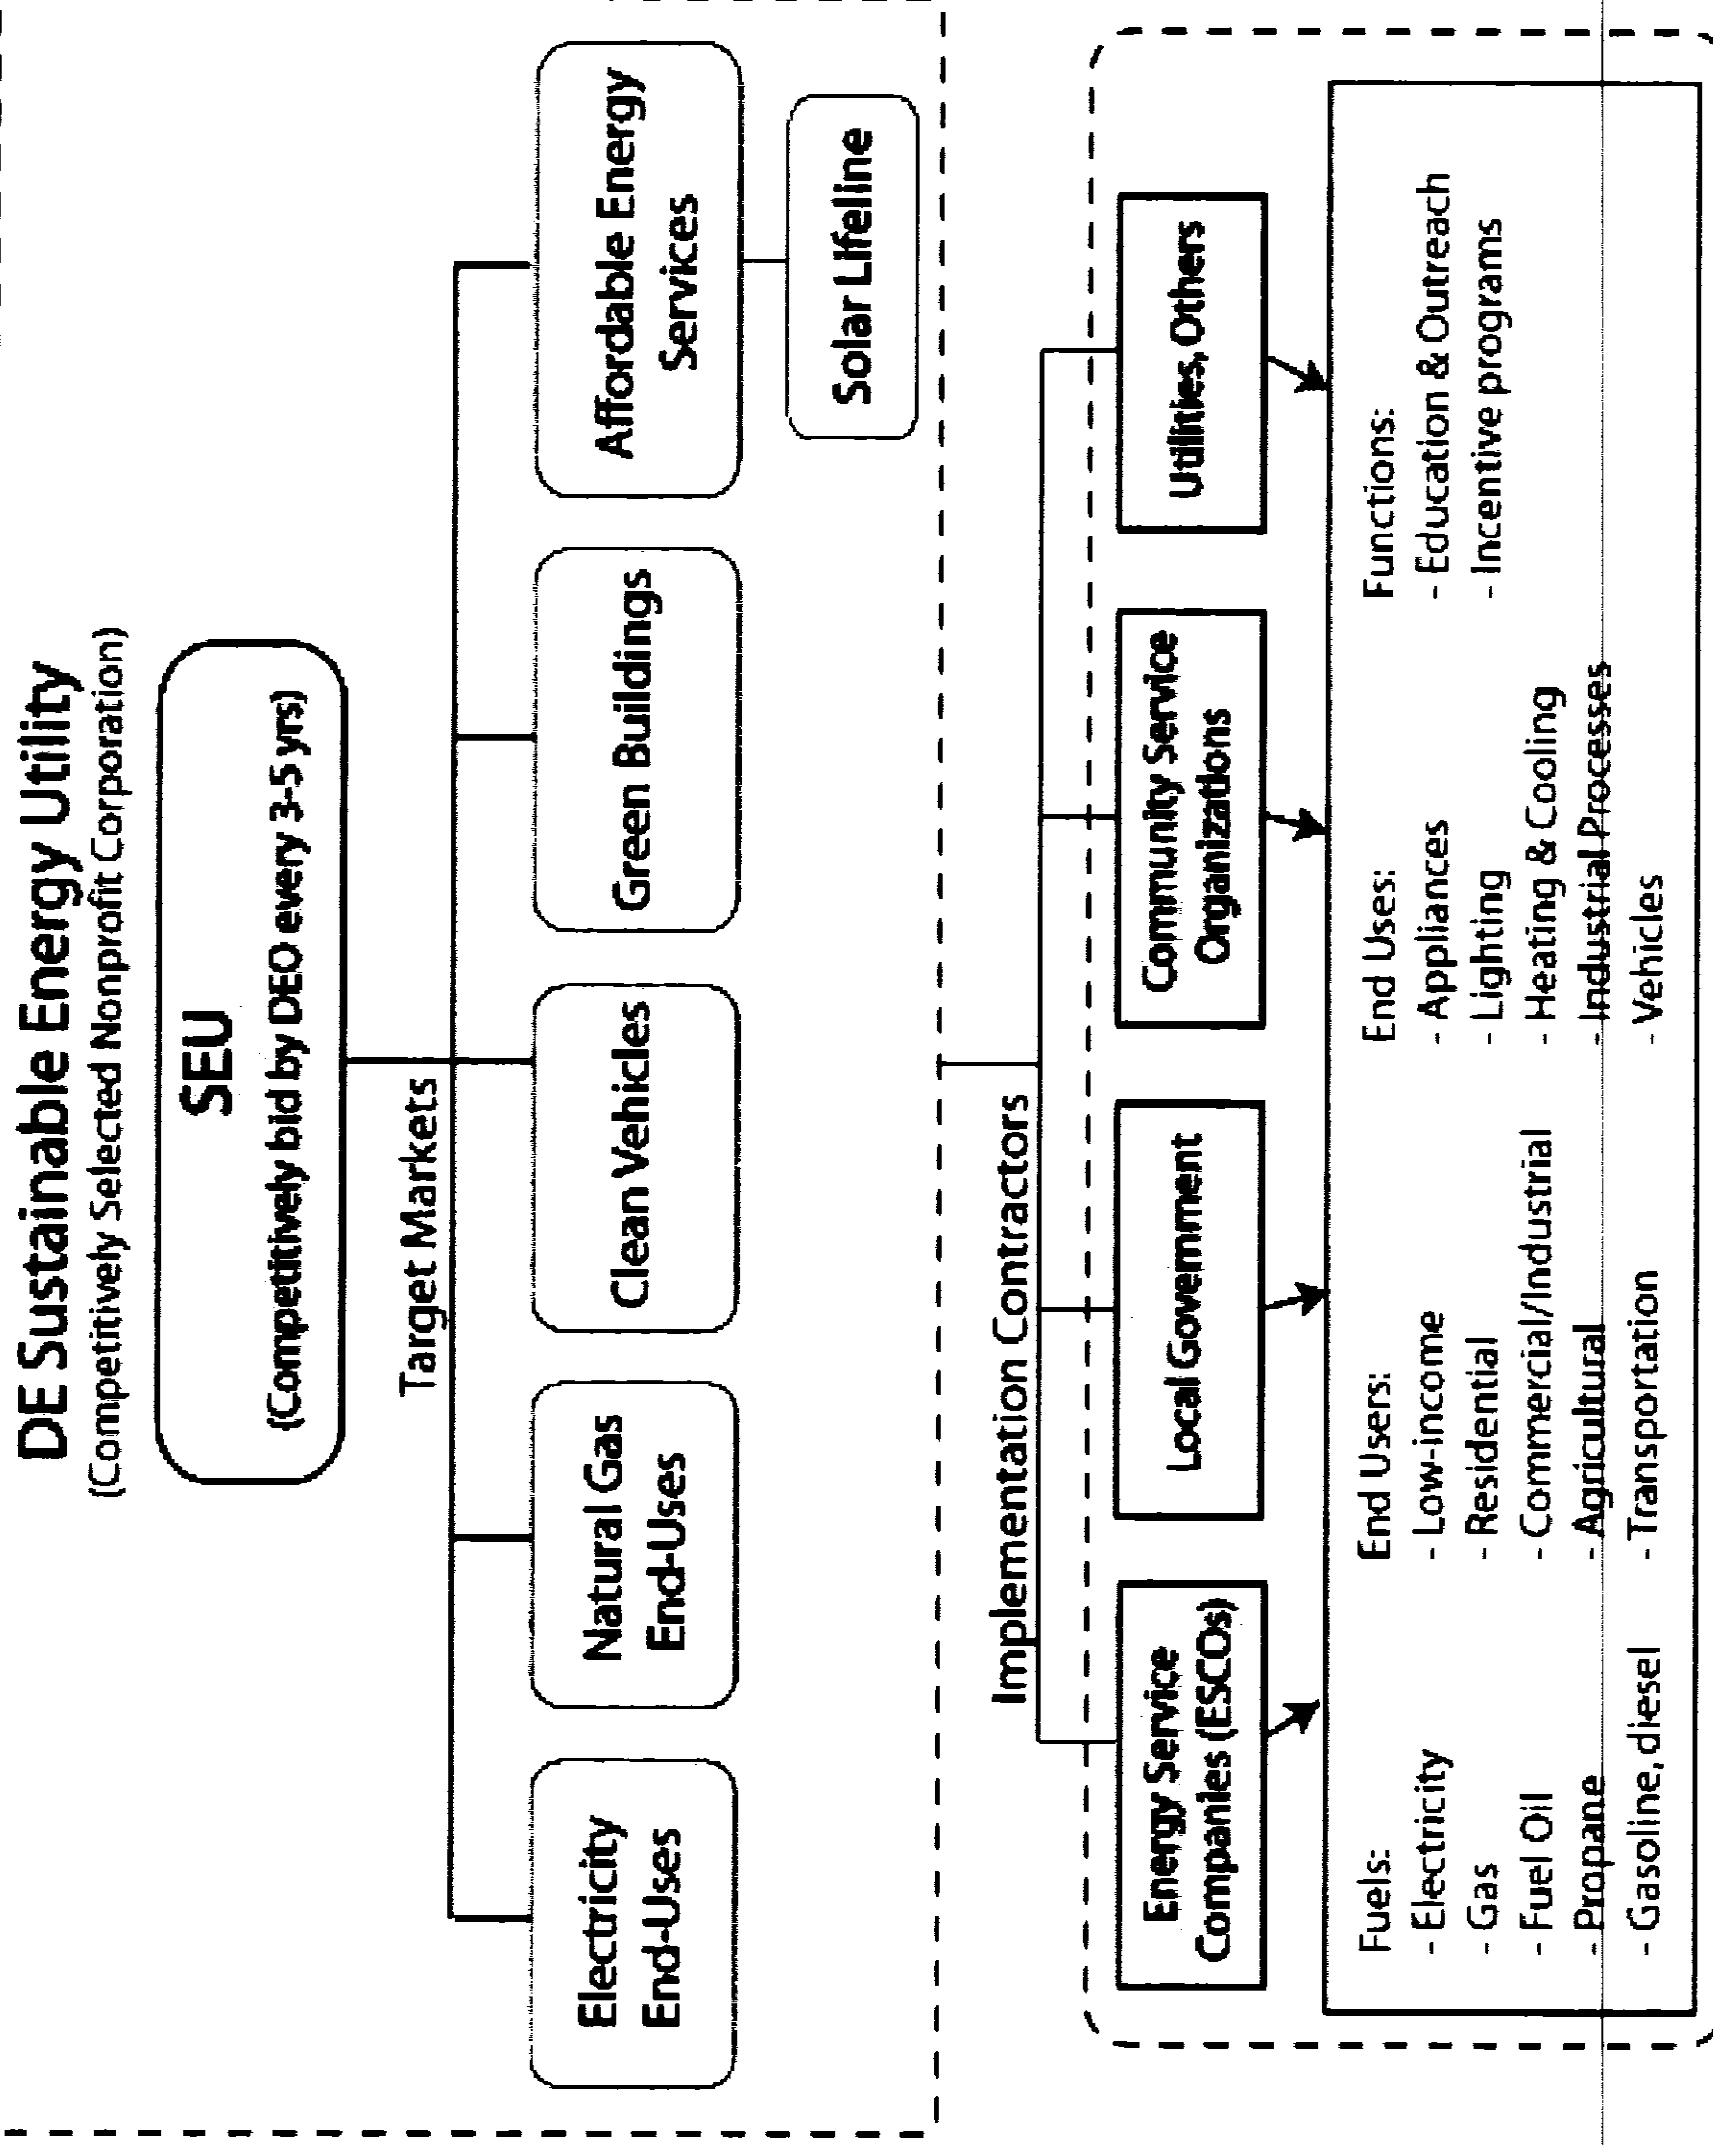 DE Sustainable Energy Utility
(Competitively Selected Nonprofit Corporation)
SEU
(Competitively bid by DEO every 3-5 yrs)
Target Markets
Electricity
End-Uses
Natural Gas
End-Uses
Clean Vehicles
Green Buildings
Affordable Energy
Services
Solar Lifeline
Implementation Contractors
Energy Service
Companies (ESCOs)
Local Government
Community Service
Organizations
Utilities, Others
Fuels:
- Electricity
- Gas
- Fuel Oil
- Propane
- Gasoline, diesel
End Users:
- Low-income
- Residential
- Commercial/Industrial
- Agricultural
- Transportation
End Uses:
- Appliances
- Lighting
- Heating & Cooling
- Industrial Processes
- Vehicles
Functions:
- Education & Outreach
- Incentive programs